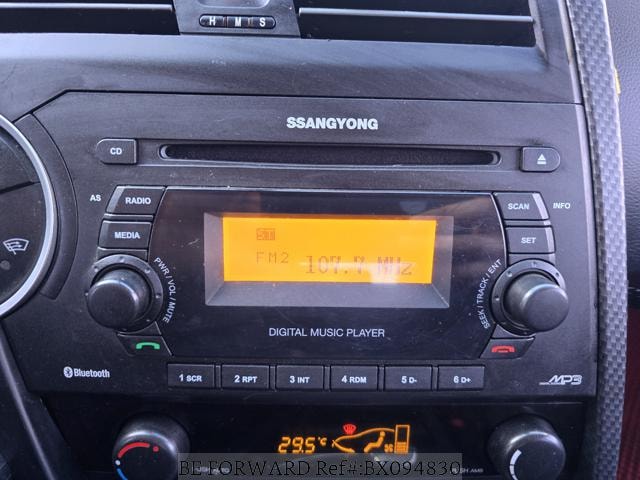 H M S
SSANGYONG
CD
AS RADIO SCAN INFO
MEDIA SET
ST
FM2 107.7 MHz
PWR / VOL / MUTE
SEEK / TRACK / ENT
DIGITAL MUSIC PLAYER
Bluetooth
1 SCR 2 RPT 3 INT 4 RDM 5 D- 6 D+
MP3
29.5°C
BE FORWARD Ref#:BX094830